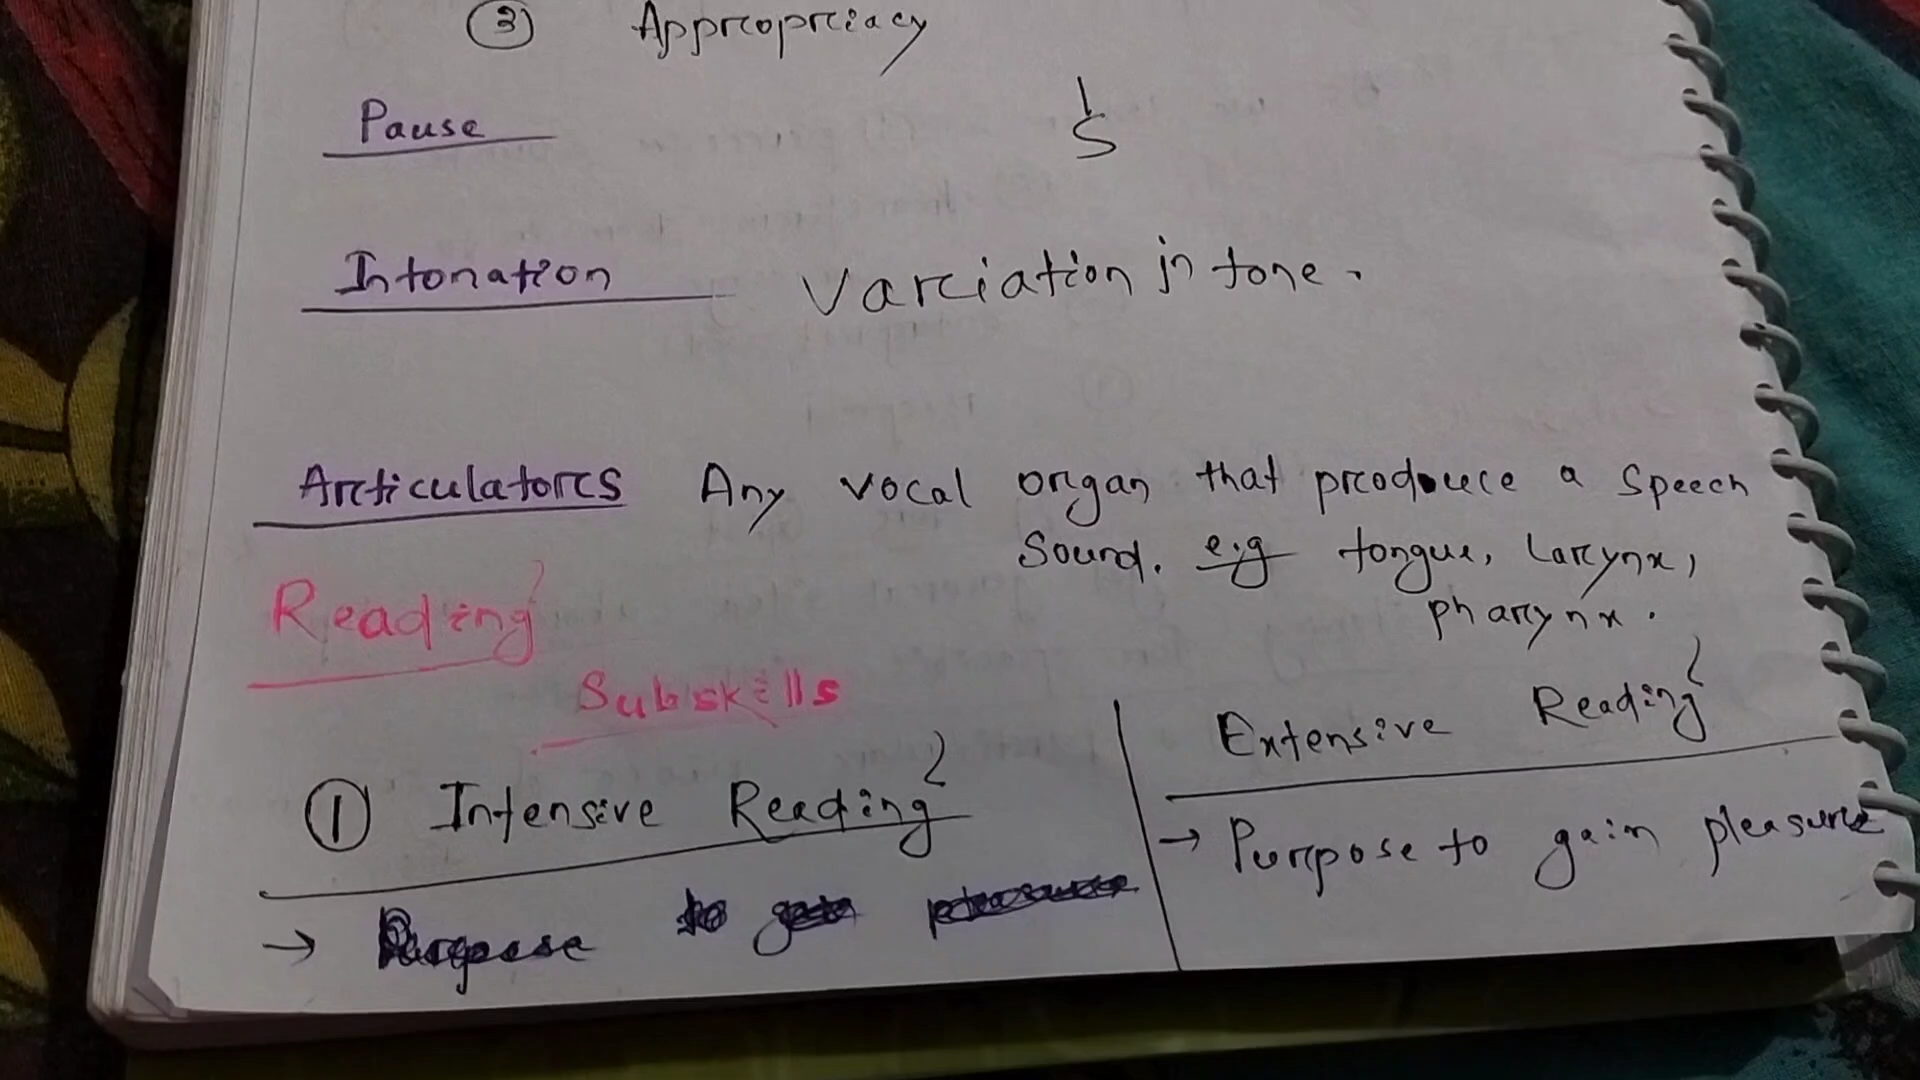 ③ Appropriacy
Pause
Intonation Variation in tone.
Articulators Any vocal organ that produce a speech
sound. e.g tongue, larynx,
pharynx.
Reading
Subskills
① Intensive Reading
Extensive Reading
→ Purpose to gain pleasure
→ Purpose